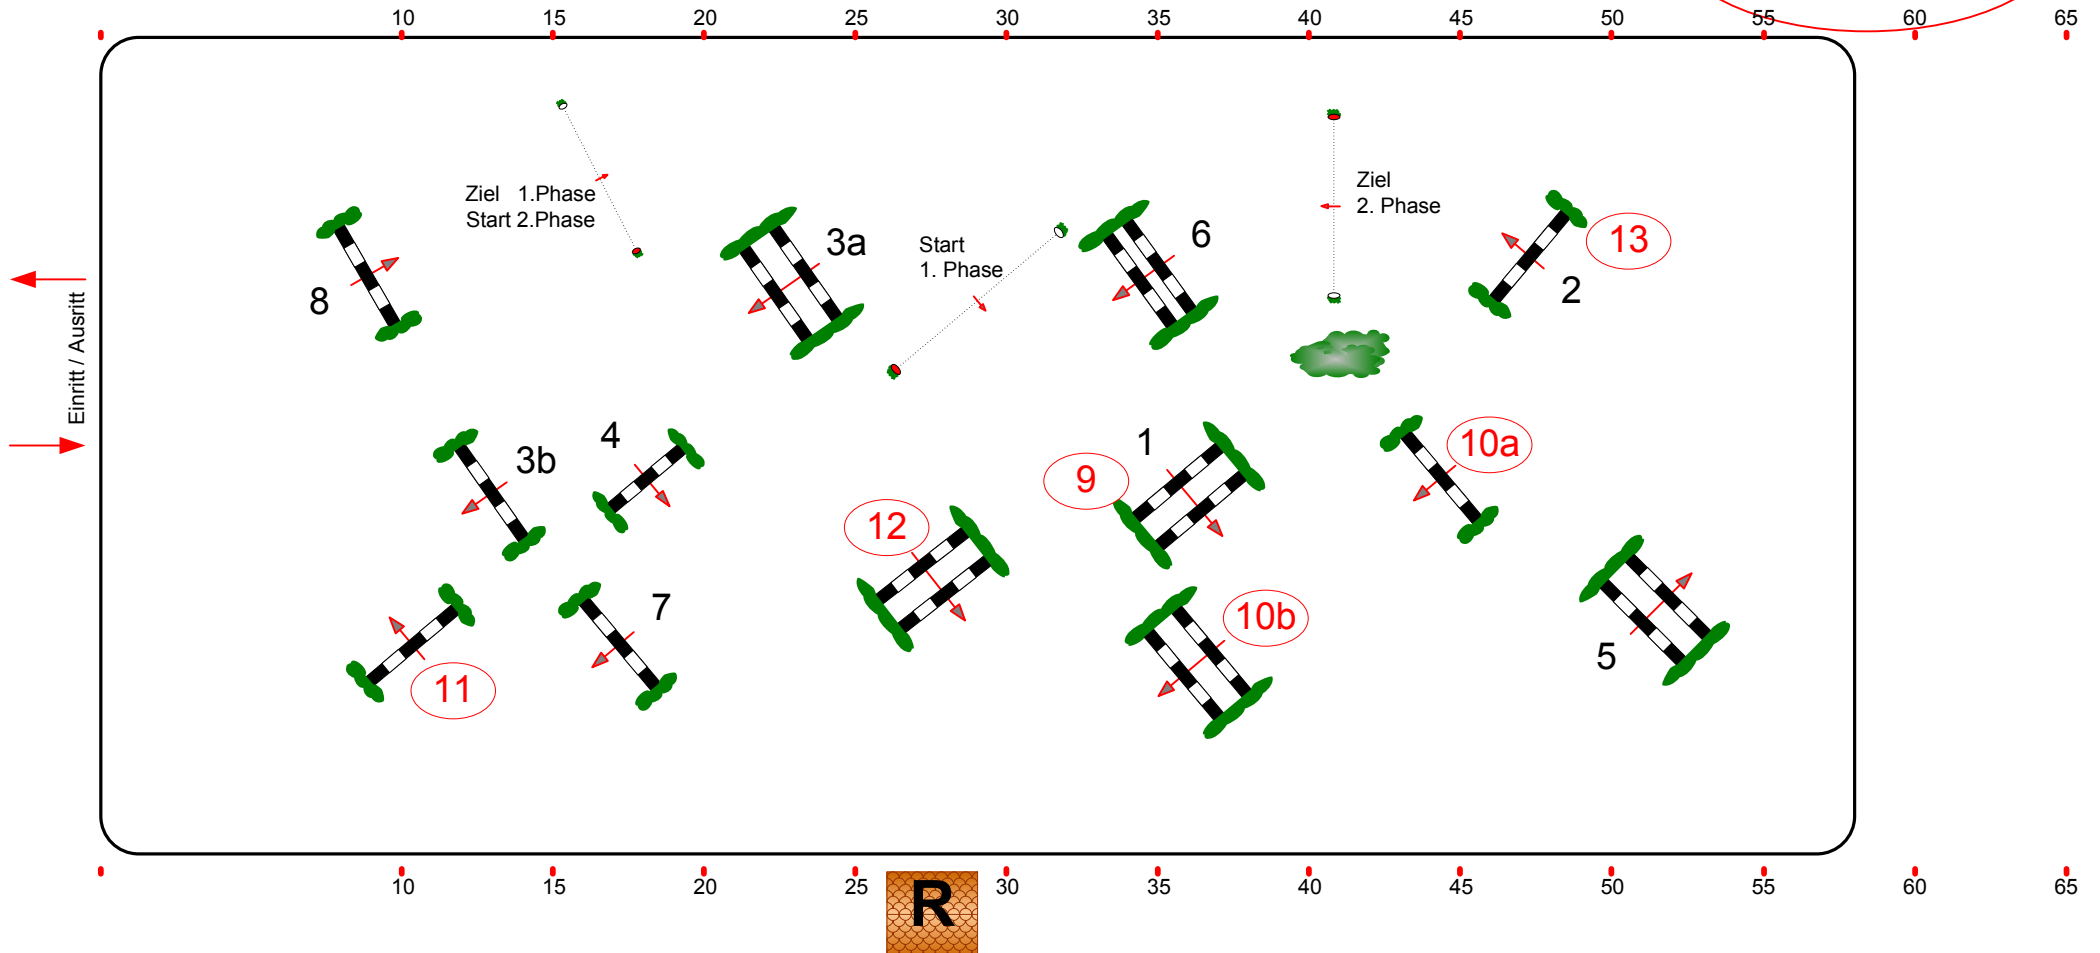 10 15 20 25 30 35 40 45 50 55 60 65
Ziel 1.Phase
Start 2.Phase
3a
Start
1. Phase
6
Ziel
2. Phase
13
2
8
Einritt / Ausritt
3b
4
1
9
10a
12
10b
7
5
11
10 15 20 25 30 35 40 45 50 55 60 65
R